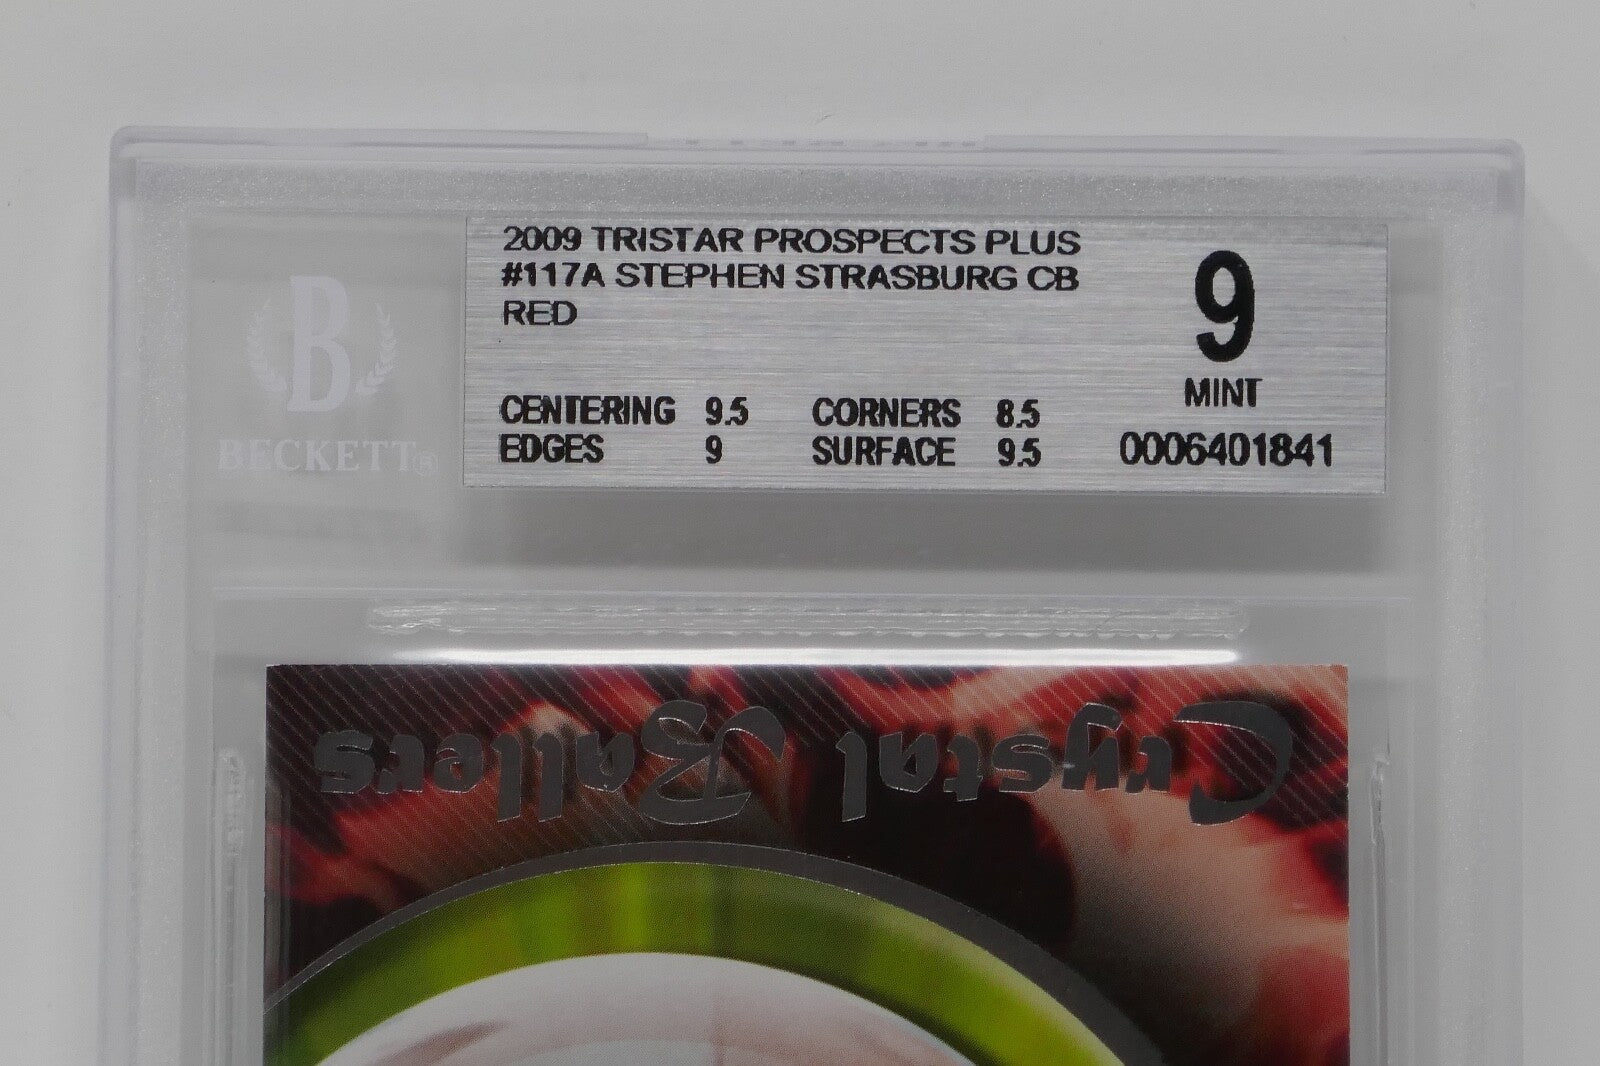 2009 TRISTAR PROSPECTS PLUS
#117A STEPHEN STRASBURG CB
RED
9
MINT
CENTERING 9.5 CORNERS 8.5
EDGES 9 SURFACE 9.5 0006401841
B
BECKETT®
Crystal Ballers